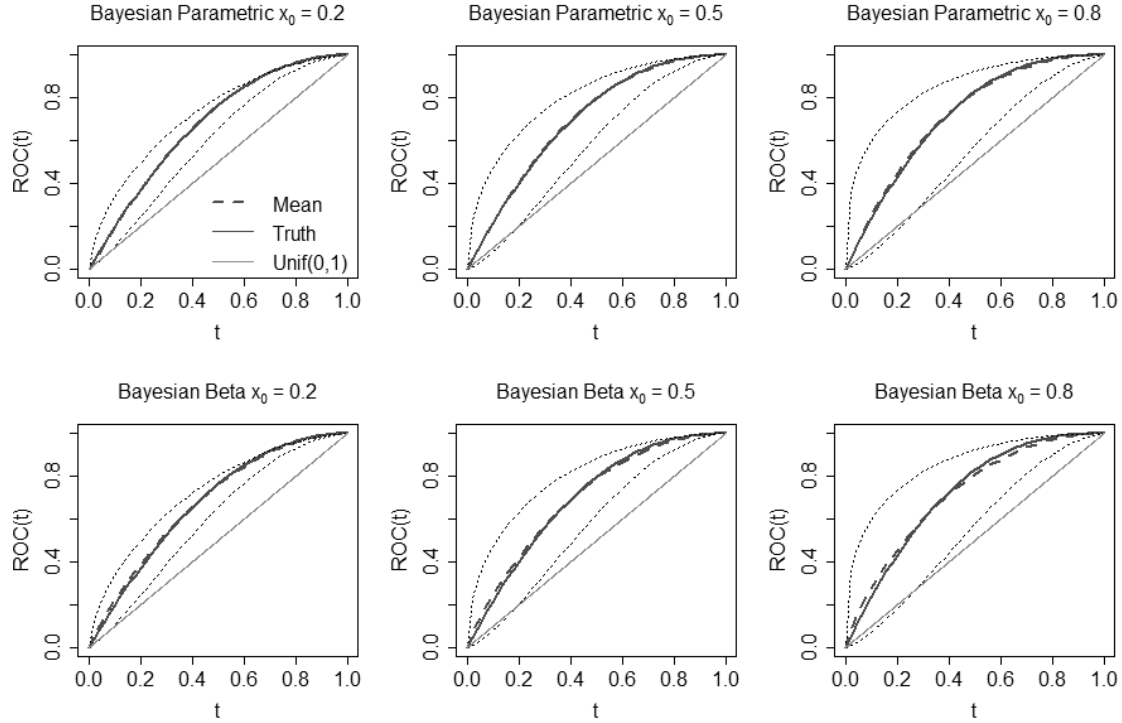 Bayesian Parametric x₀ = 0.2
Bayesian Parametric x₀ = 0.5
Bayesian Parametric x₀ = 0.8
ROC(t)
0.0
0.4
0.8
Mean
Truth
Unif(0,1)
0.0 0.2 0.4 0.6 0.8 1.0
t
ROC(t)
0.0
0.4
0.8
0.0 0.2 0.4 0.6 0.8 1.0
t
ROC(t)
0.0
0.4
0.8
0.0 0.2 0.4 0.6 0.8 1.0
t
Bayesian Beta x₀ = 0.2
Bayesian Beta x₀ = 0.5
Bayesian Beta x₀ = 0.8
ROC(t)
0.0
0.4
0.8
0.0 0.2 0.4 0.6 0.8 1.0
t
ROC(t)
0.0
0.4
0.8
0.0 0.2 0.4 0.6 0.8 1.0
t
ROC(t)
0.0
0.4
0.8
0.0 0.2 0.4 0.6 0.8 1.0
t